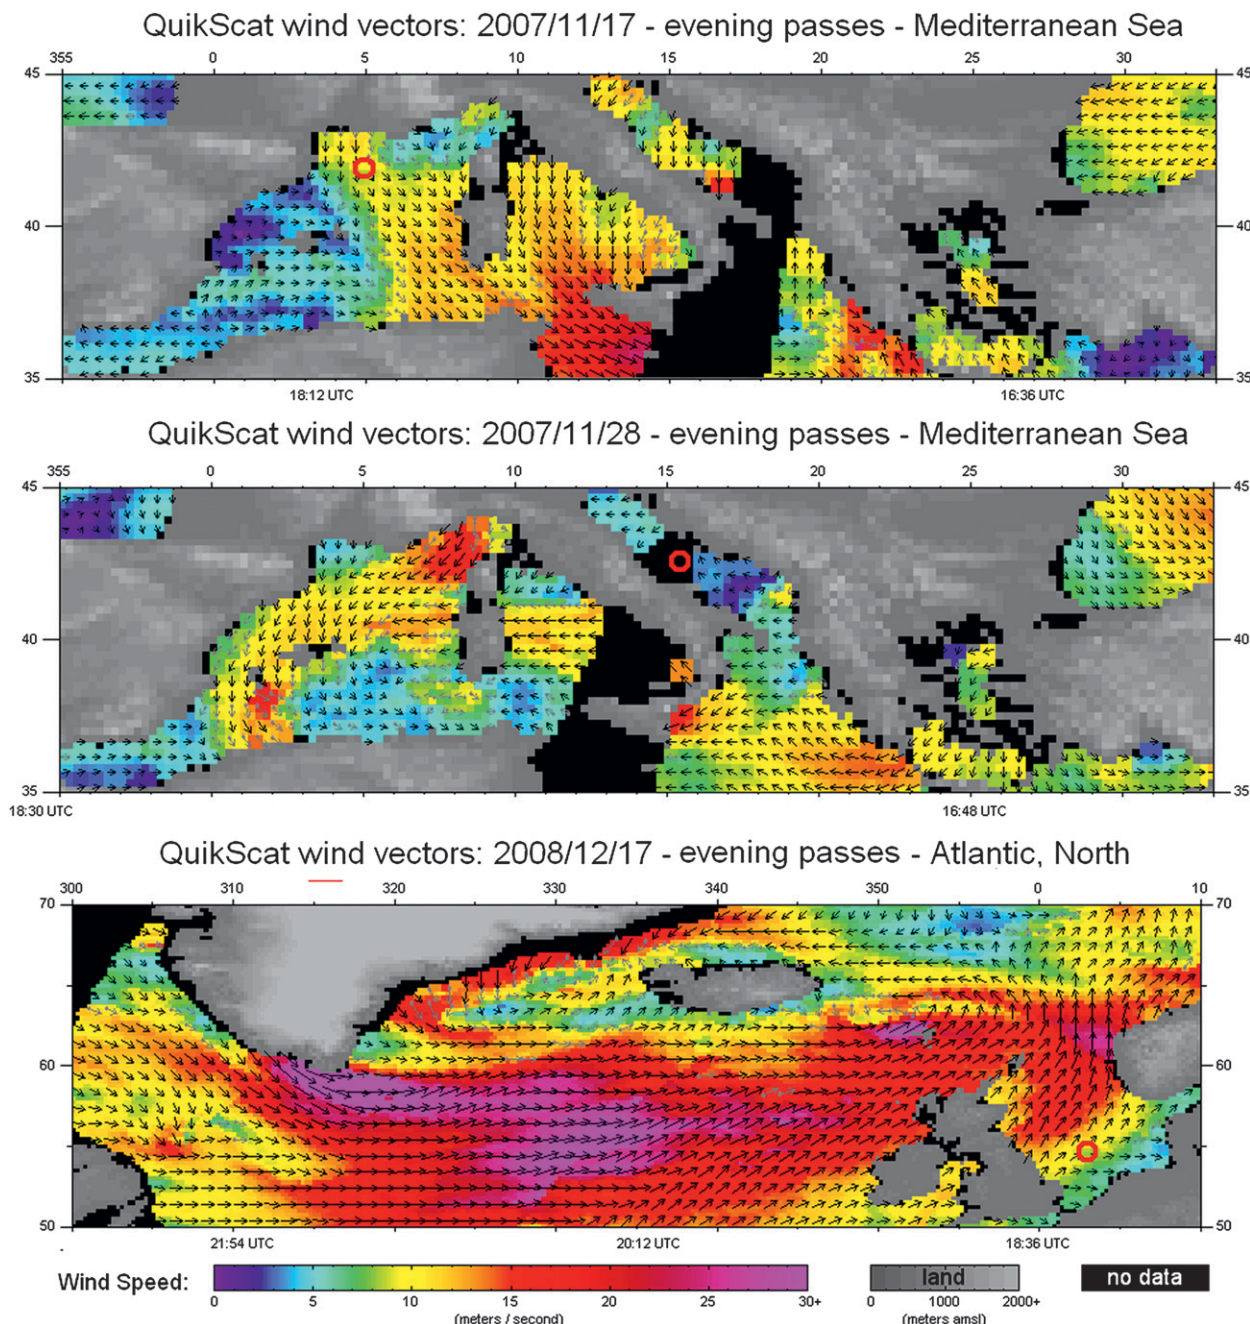 QuikScat wind vectors: 2007/11/17 - evening passes - Mediterranean Sea
355 0 5 10 15 20 25 30
45 45
40 40
35 35
18:12 UTC 16:36 UTC
QuikScat wind vectors: 2007/11/28 - evening passes - Mediterranean Sea
355 0 5 10 15 20 25 30
45 45
40 40
35 35
18:30 UTC 16:48 UTC
QuikScat wind vectors: 2008/12/17 - evening passes - Atlantic, North
300 310 320 330 340 350 0 10
70 70
60 60
50 50
21:54 UTC 20:12 UTC 18:36 UTC
Wind Speed: land no data
0 5 10 15 20 25 30+ 0 1000 2000+
(meters / second) (meters amsl)